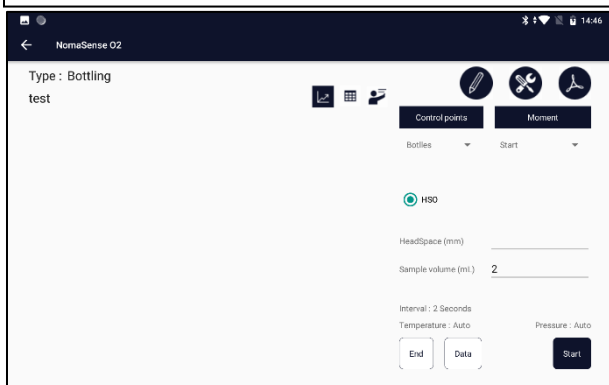 14:46
NomaSense O2
Type : Bottling
test
Control points
Moment
Botlles
Start
HSO
HeadSpace (mm)
Sample volume (ml.) 2
Interval : 2 Seconds
Temperature : Auto
Pressure : Auto
End
Data
Start